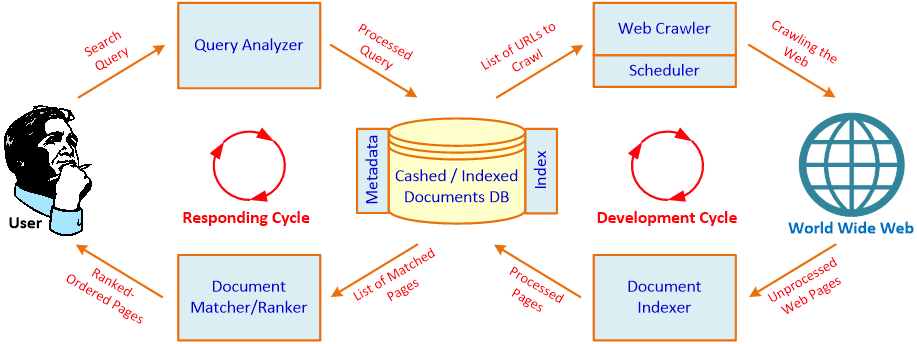 Search
Query
Query Analyzer
Processed
Query
List of URLs to
Crawl
Web Crawler
Scheduler
Crawling the
Web
User
Responding Cycle
Metadata
Cashed / Indexed
Documents DB
Index
Development Cycle
World Wide Web
Ranked-
Ordered Pages
Document
Matcher/Ranker
List of Matched
Pages
Processed
Pages
Document
Indexer
Unprocessed
Web Pages